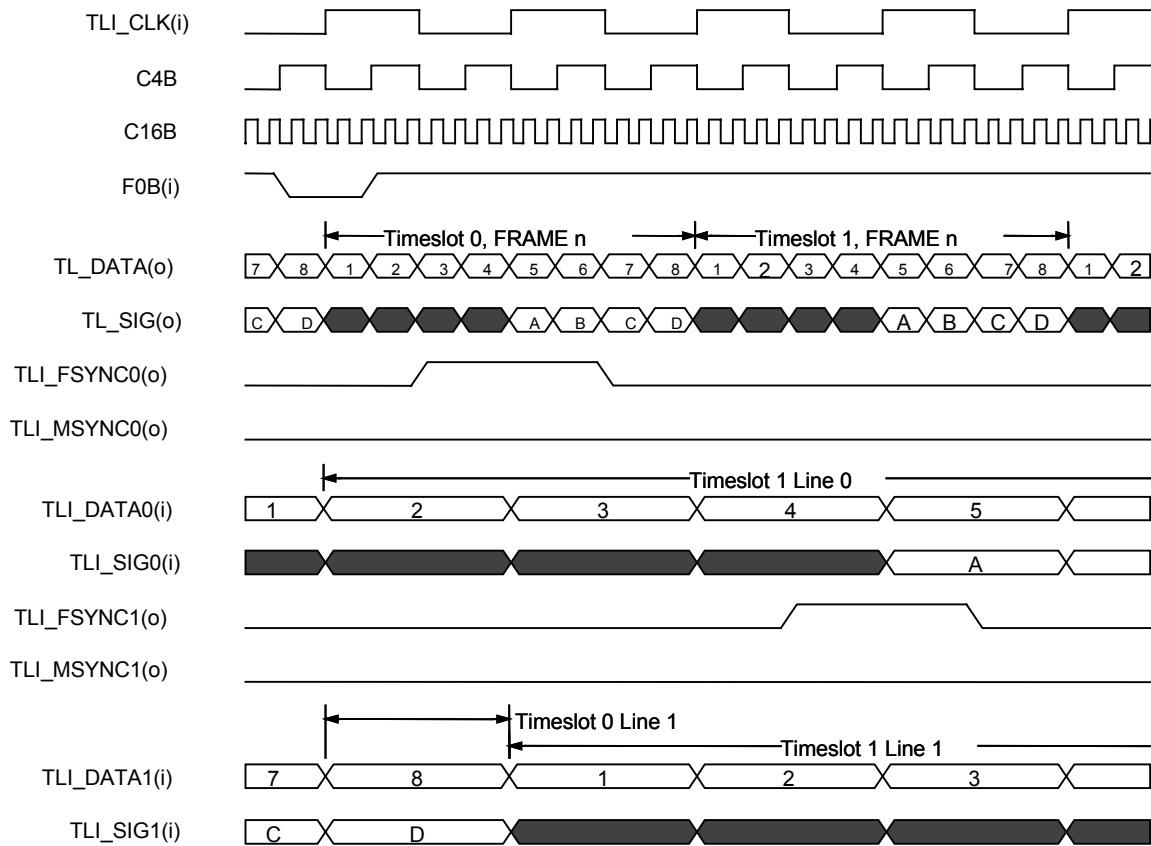 TLI_CLK(i)
C4B
C16B
F0B(i)
Timeslot 0, FRAME n Timeslot 1, FRAME n
TL_DATA(o) 7 8 1 2 3 4 5 6 7 8 1 2 3 4 5 6 7 8 1 2
TL_SIG(o) C D A B C D A B C D
TLI_FSYNC0(o)
TLI_MSYNC0(o)
Timeslot 1 Line 0
TLI_DATA0(i) 1 2 3 4 5
TLI_SIG0(i) A
TLI_FSYNC1(o)
TLI_MSYNC1(o)
Timeslot 0 Line 1
Timeslot 1 Line 1
TLI_DATA1(i) 7 8 1 2 3
TLI_SIG1(i) C D